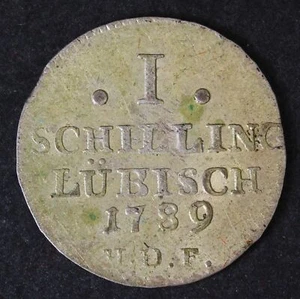 · I ·
SCHILLING
LÜBISCH
1789
H.D.F.